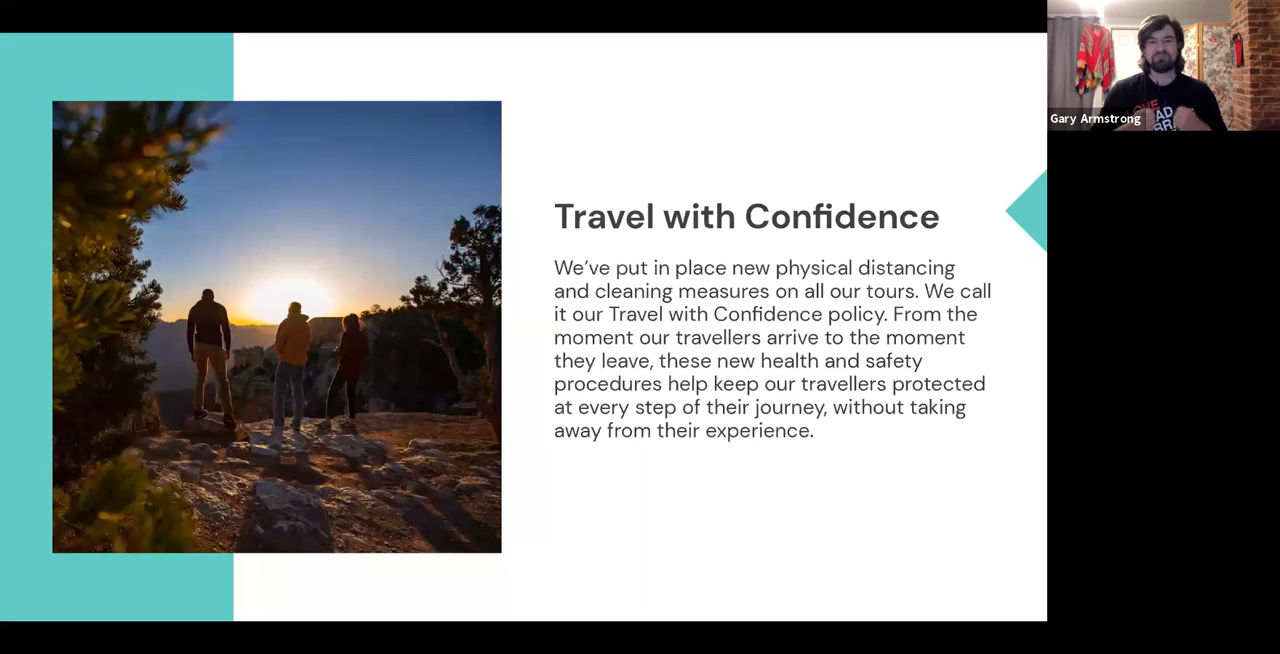 Travel with Confidence
We’ve put in place new physical distancing
and cleaning measures on all our tours. We call
it our Travel with Confidence policy. From the
moment our travellers arrive to the moment
they leave, these new health and safety
procedures help keep our travellers protected
at every step of their journey, without taking
away from their experience.
Gary Armstrong